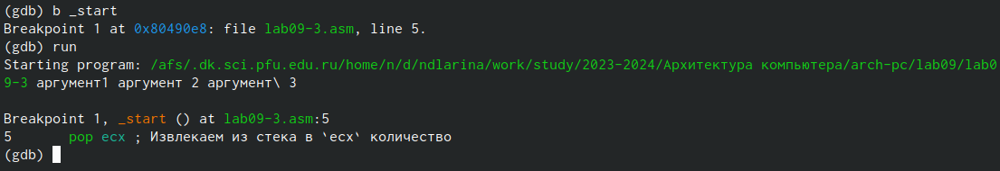 (gdb) b _start
Breakpoint 1 at 0x80490e8: file lab09-3.asm, line 5.
(gdb) run
Starting program: /afs/.dk.sci.pfu.edu.ru/home/n/d/ndlarina/work/study/2023-2024/Архитектура компьютера/arch-pc/lab09/lab0
9-3 аргумент1 аргумент 2 аргумент\ 3
Breakpoint 1, _start () at lab09-3.asm:5
5       pop ecx ; Извлекаем из стека в `ecx` количество
(gdb)